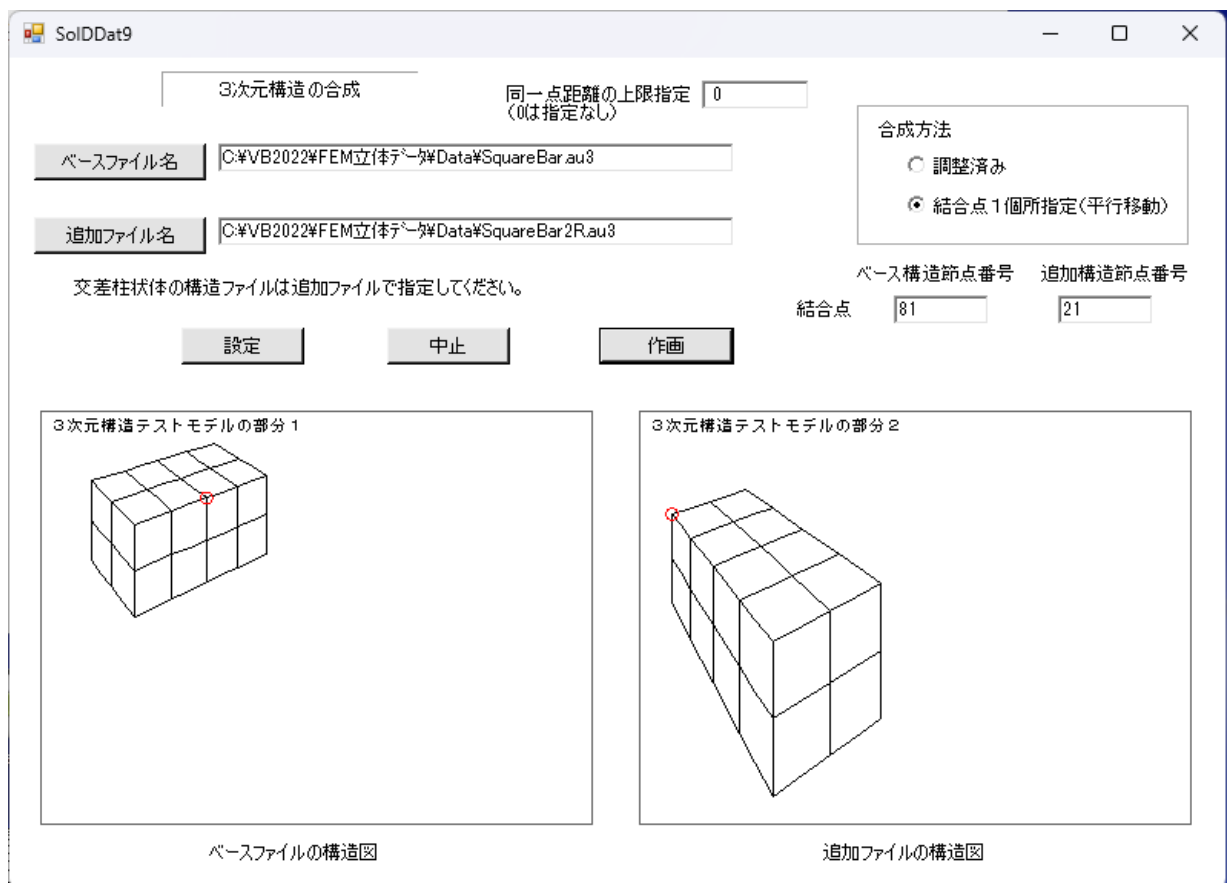 SolDDat9
３次元構造の合成
同一点距離の上限指定
0
(0は指定なし)
合成方法
調整済み
結合点１個所指定(平行移動)
ベースファイル名
C:¥VB2022¥FEM立体ﾃﾞｰﾀ¥Data¥SquareBar.au3
追加ファイル名
C:¥VB2022¥FEM立体ﾃﾞｰﾀ¥Data¥SquareBar2R.au3
交差柱状体の構造ファイルは追加ファイルで指定してください。
ベース構造節点番号
追加構造節点番号
結合点
81
21
設定
中止
作画
３次元構造テストモデルの部分１
３次元構造テストモデルの部分２
ベースファイルの構造図
追加ファイルの構造図